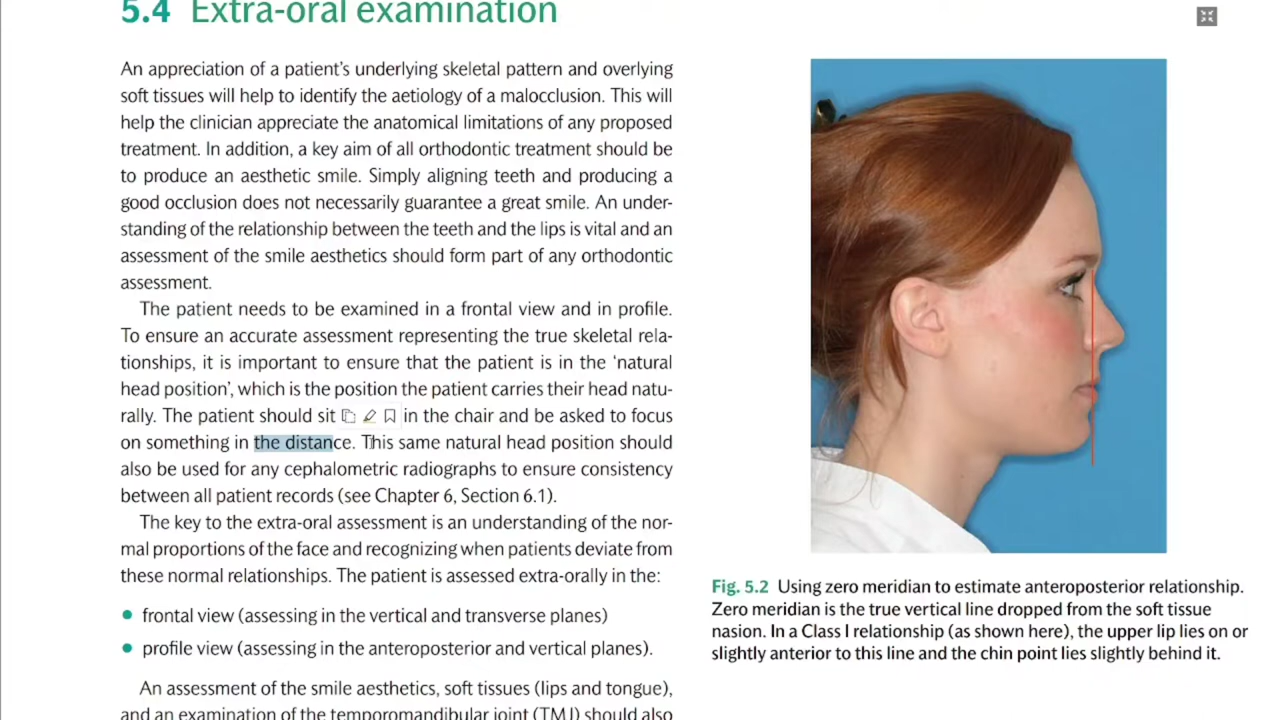 5.4 Extra-oral examination
An appreciation of a patient's underlying skeletal pattern and overlying
soft tissues will help to identify the aetiology of a malocclusion. This will
help the clinician appreciate the anatomical limitations of any proposed
treatment. In addition, a key aim of all orthodontic treatment should be
to produce an aesthetic smile. Simply aligning teeth and producing a
good occlusion does not necessarily guarantee a great smile. An under-
standing of the relationship between the teeth and the lips is vital and an
assessment of the smile aesthetics should form part of any orthodontic
assessment.
The patient needs to be examined in a frontal view and in profile.
To ensure an accurate assessment representing the true skeletal rela-
tionships, it is important to ensure that the patient is in the 'natural
head position', which is the position the patient carries their head natu-
rally. The patient should sit in the chair and be asked to focus
on something in the distance. This same natural head position should
also be used for any cephalometric radiographs to ensure consistency
between all patient records (see Chapter 6, Section 6.1).
The key to the extra-oral assessment is an understanding of the nor-
mal proportions of the face and recognizing when patients deviate from
these normal relationships. The patient is assessed extra-orally in the:
• frontal view (assessing in the vertical and transverse planes)
• profile view (assessing in the anteroposterior and vertical planes).
An assessment of the smile aesthetics, soft tissues (lips and tongue),
and an examination of the temporomandibular joint (TMJ) should also
Fig. 5.2 Using zero meridian to estimate anteroposterior relationship.
Zero meridian is the true vertical line dropped from the soft tissue
nasion. In a Class I relationship (as shown here), the upper lip lies on or
slightly anterior to this line and the chin point lies slightly behind it.